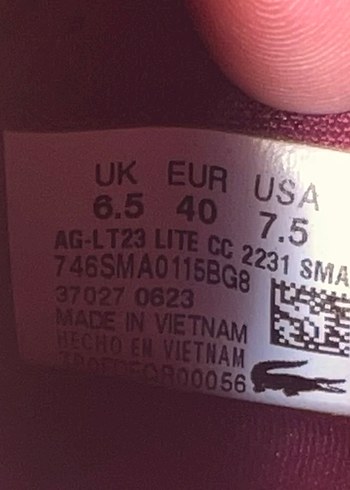 UK EUR USA
6.5 40 7.5
AG-LT23 LITE CC 2231 SMA
746SMA0115BG8
37027 0623
MADE IN VIETNAM
HECHO EN VIETNAM